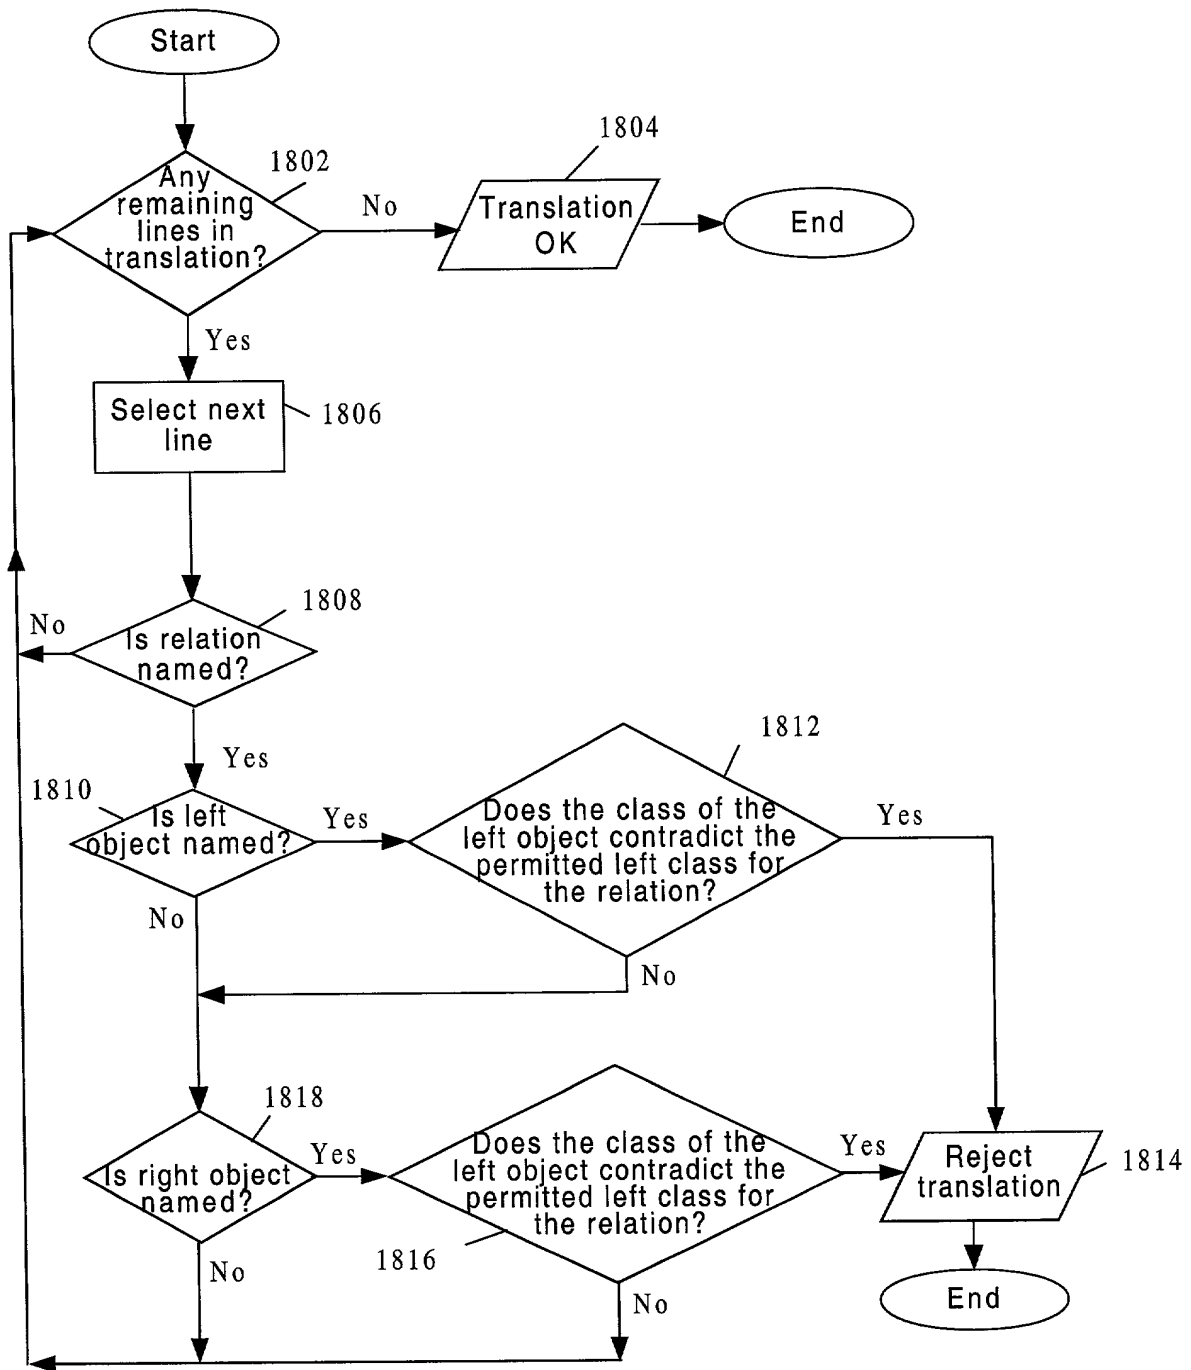 Start
1802
1804
Any
remaining
lines in
translation?
No
Translation
OK
End
Yes
Select next
line
1806
1808
No
Is relation
named?
Yes
1812
1810
Is left
object named?
Yes
Does the class of the
left object contradict the
permitted left class for
the relation?
Yes
No
No
1818
Is right object
named?
Yes
Does the class of the
left object contradict the
permitted left class for
the relation?
Yes
Reject
translation
1814
1816
No
No
End